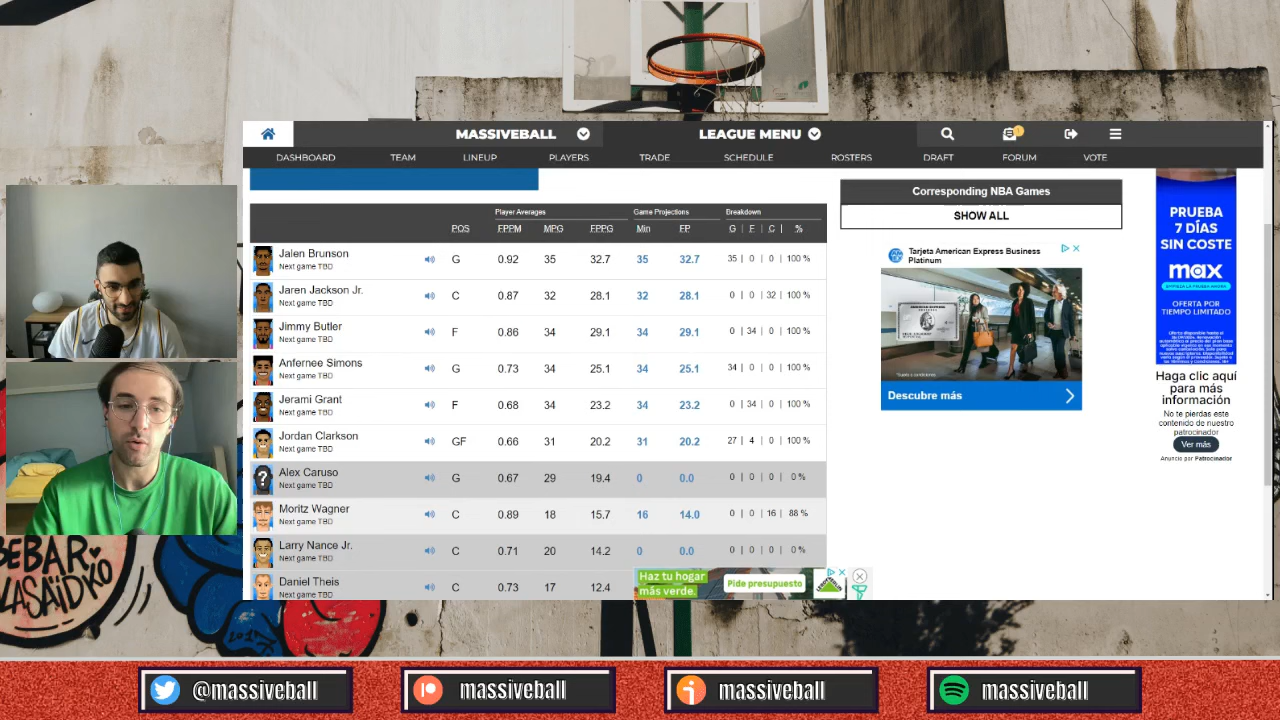 MASSIVEBALL
LEAGUE MENU
DASHBOARD TEAM LINEUP PLAYERS TRADE SCHEDULE ROSTERS DRAFT FORUM VOTE
Player Averages Game Projections Breakdown
POS FPPM MPG FPPG Min FP G | F | C | %
Jalen Brunson G 0.92 35 32.7 35 32.7 35 | 0 | 0 | 100 %
Next game TBD
Jaren Jackson Jr. C 0.87 32 28.1 32 28.1 0 | 0 | 32 | 100 %
Next game TBD
Jimmy Butler F 0.86 34 29.1 34 29.1 0 | 34 | 0 | 100 %
Next game TBD
Anfernee Simons G 0.73 34 25.1 34 25.1 34 | 0 | 0 | 100 %
Next game TBD
Jerami Grant F 0.68 34 23.2 34 23.2 0 | 34 | 0 | 100 %
Next game TBD
Jordan Clarkson GF 0.66 31 20.2 31 20.2 27 | 4 | 0 | 100 %
Next game TBD
Alex Caruso G 0.67 29 19.4 0 0.0 0 | 0 | 0 | 0 %
Next game TBD
Moritz Wagner C 0.89 18 15.7 16 14.0 0 | 0 | 16 | 88 %
Next game TBD
Larry Nance Jr. C 0.71 20 14.2 0 0.0 0 | 0 | 0 | 0 %
Next game TBD
Daniel Theis C 0.73 17 12.4
Next game TBD
Haz tu hogar
más verde.
Pide presupuesto
Corresponding NBA Games
SHOW ALL
Tarjeta American Express Business
Platinum
Descubre más
PRUEBA
7 DÍAS
SIN COSTE
max
OFERTA POR
TIEMPO LIMITADO
Haga clic aquí
para más
información
No te pierdas este
contenido de nuestro
patrocinador
Ver más
Anuncio por Patrocinador
BEBAR
LASAIDKO
@massiveball
massiveball
massiveball
massiveball